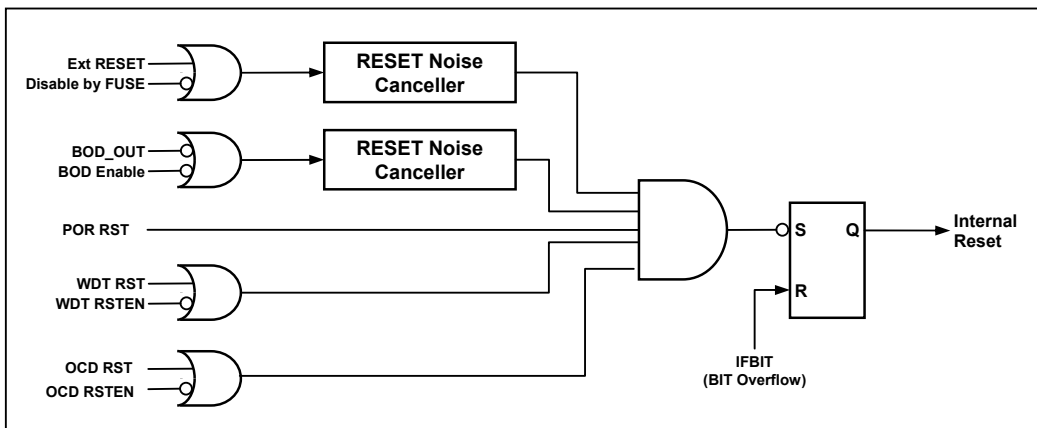 Ext RESET
Disable by FUSE
RESET Noise
Canceller
BOD_OUT
BOD Enable
RESET Noise
Canceller
POR RST
WDT RST
WDT RSTEN
OCD RST
OCD RSTEN
S
Q
R
Internal
Reset
IFBIT
(BIT Overflow)